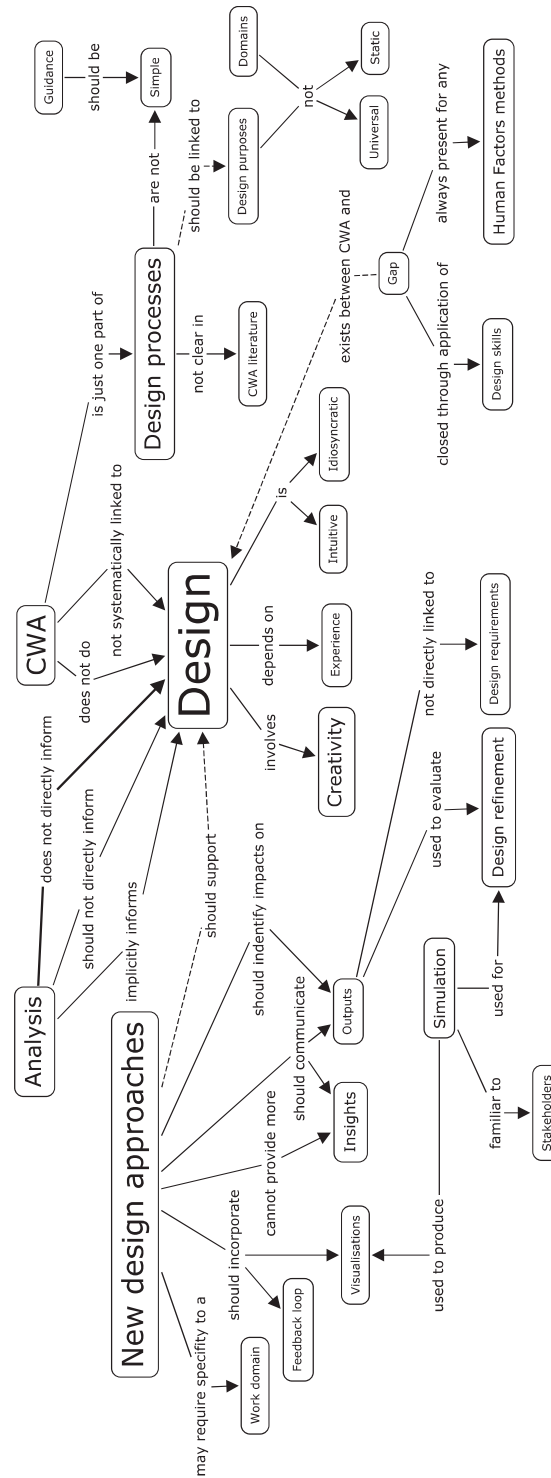 Analysis
CWA
Guidance
does not directly inform
should be
should not directly inform
does not do
not systematically linked to
is just one part of
Simple
implicitly informs
are not
New design approaches
Design
Design processes
should be linked to
Domains
should support
not clear in
Design purposes
may require specifity to a
should incorporate
cannot provide more
should indentify impacts on
should communicate
involves
depends on
is
CWA literature
not
Work domain
Feedback loop
Visualisations
Insights
Outputs
Creativity
Experience
Intuitive
Idiosyncratic
exists between CWA and
Universal
Static
Gap
used to produce
Simulation
used to evaluate
not directly linked to
closed through application of
always present for any
familiar to
used for
Design refinement
Design requirements
Design skills
Human Factors methods
Stakeholders